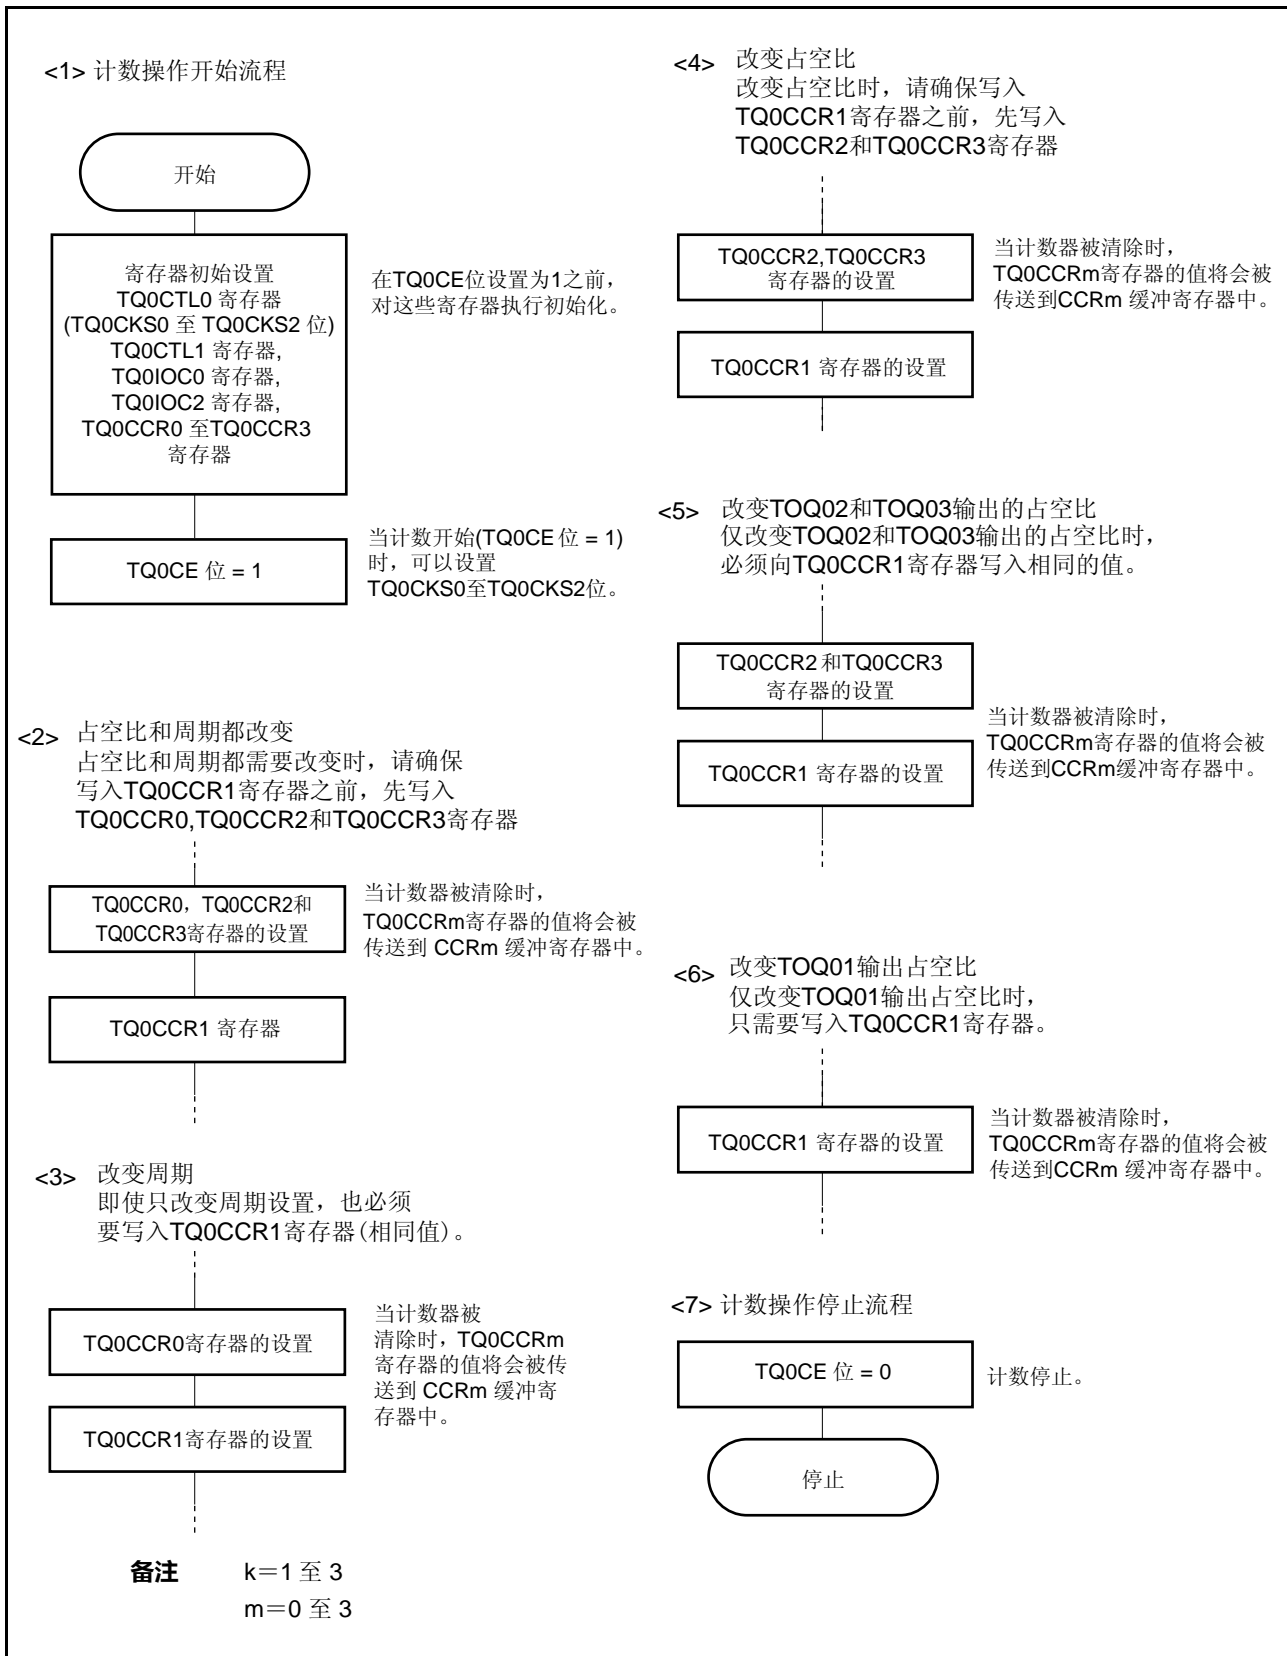 <1> 计数操作开始流程
开始
寄存器初始设置
TQ0CTL0 寄存器
(TQ0CKS0 至 TQ0CKS2 位)
TQ0CTL1 寄存器,
TQ0IOC0 寄存器,
TQ0IOC2 寄存器,
TQ0CCR0 至TQ0CCR3
寄存器
在TQ0CE位设置为1之前，
对这些寄存器执行初始化。
TQ0CE 位 = 1
当计数开始(TQ0CE 位 = 1)
时，可以设置
TQ0CKS0至TQ0CKS2位。
<2> 占空比和周期都改变
占空比和周期都需要改变时，请确保
写入TQ0CCR1寄存器之前，先写入
TQ0CCR0,TQ0CCR2和TQ0CCR3寄存器
TQ0CCR0，TQ0CCR2和
TQ0CCR3寄存器的设置
当计数器被清除时，
TQ0CCRm寄存器的值将会被
传送到 CCRm 缓冲寄存器中。
TQ0CCR1 寄存器
<3> 改变周期
即使只改变周期设置，也必须
要写入TQ0CCR1寄存器(相同值)。
TQ0CCR0寄存器的设置
当计数器被
清除时，TQ0CCRm
寄存器的值将会被传
送到 CCRm 缓冲寄
存器中。
TQ0CCR1寄存器的设置
备注 k＝1 至 3
m＝0 至 3
<4> 改变占空比
改变占空比时，请确保写入
TQ0CCR1寄存器之前，先写入
TQ0CCR2和TQ0CCR3寄存器
TQ0CCR2,TQ0CCR3
寄存器的设置
当计数器被清除时，
TQ0CCRm寄存器的值将会被
传送到CCRm 缓冲寄存器中。
TQ0CCR1 寄存器的设置
<5> 改变TOQ02和TOQ03输出的占空比
仅改变TOQ02和TOQ03输出的占空比时，
必须向TQ0CCR1寄存器写入相同的值。
TQ0CCR2 和TQ0CCR3
寄存器的设置
当计数器被清除时，
TQ0CCRm寄存器的值将会被
传送到CCRm缓冲寄存器中。
TQ0CCR1 寄存器的设置
<6> 改变TOQ01输出占空比
仅改变TOQ01输出占空比时，
只需要写入TQ0CCR1寄存器。
TQ0CCR1 寄存器的设置
当计数器被清除时，
TQ0CCRm寄存器的值将会被
传送到CCRm 缓冲寄存器中。
<7> 计数操作停止流程
TQ0CE 位 = 0
计数停止。
停止